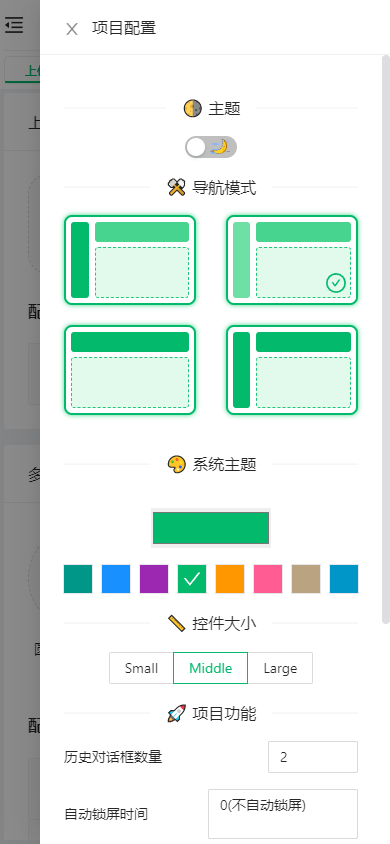 项目配置
主题
导航模式
系统主题
控件大小
Small Middle Large
项目功能
历史对话框数量 2
自动锁屏时间 0(不自动锁屏)